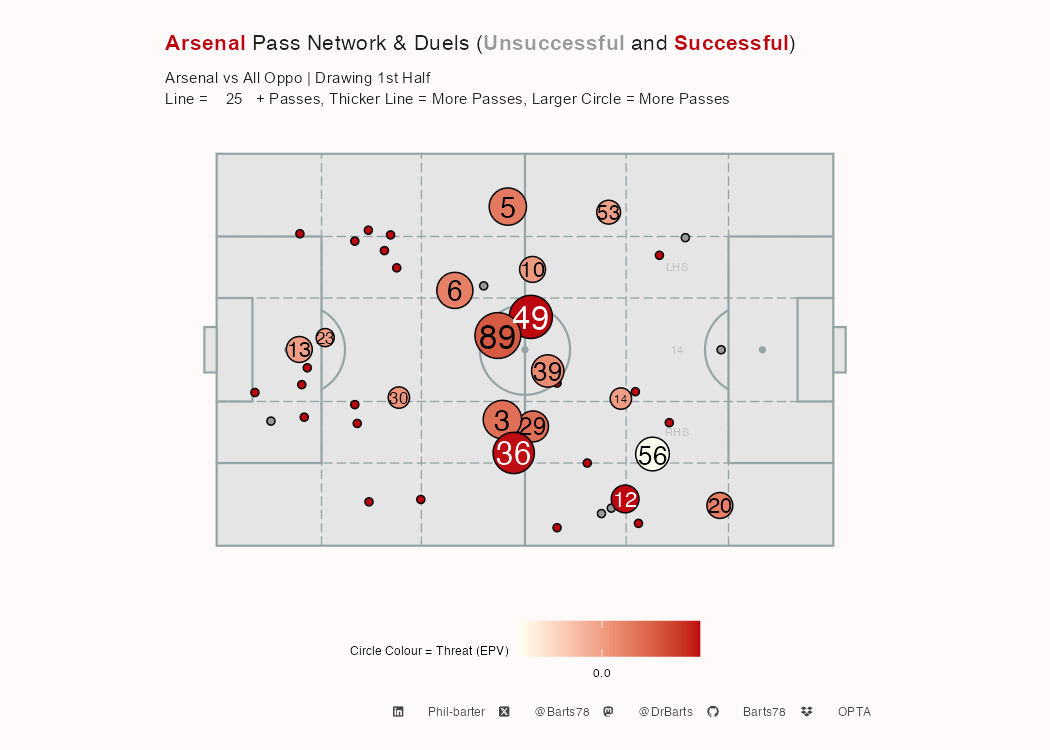 Arsenal Pass Network & Duels (Unsuccessful and Successful)
Arsenal vs All Oppo | Drawing 1st Half
Line = 25 + Passes, Thicker Line = More Passes, Larger Circle = More Passes
5
53
10
LHS
6
49
89
23
13
14
39
30
14
3
29
RHS
36
56
12
20
Circle Colour = Threat (EPV)
0.0
Phil-barter @Barts78 @DrBarts Barts78 OPTA